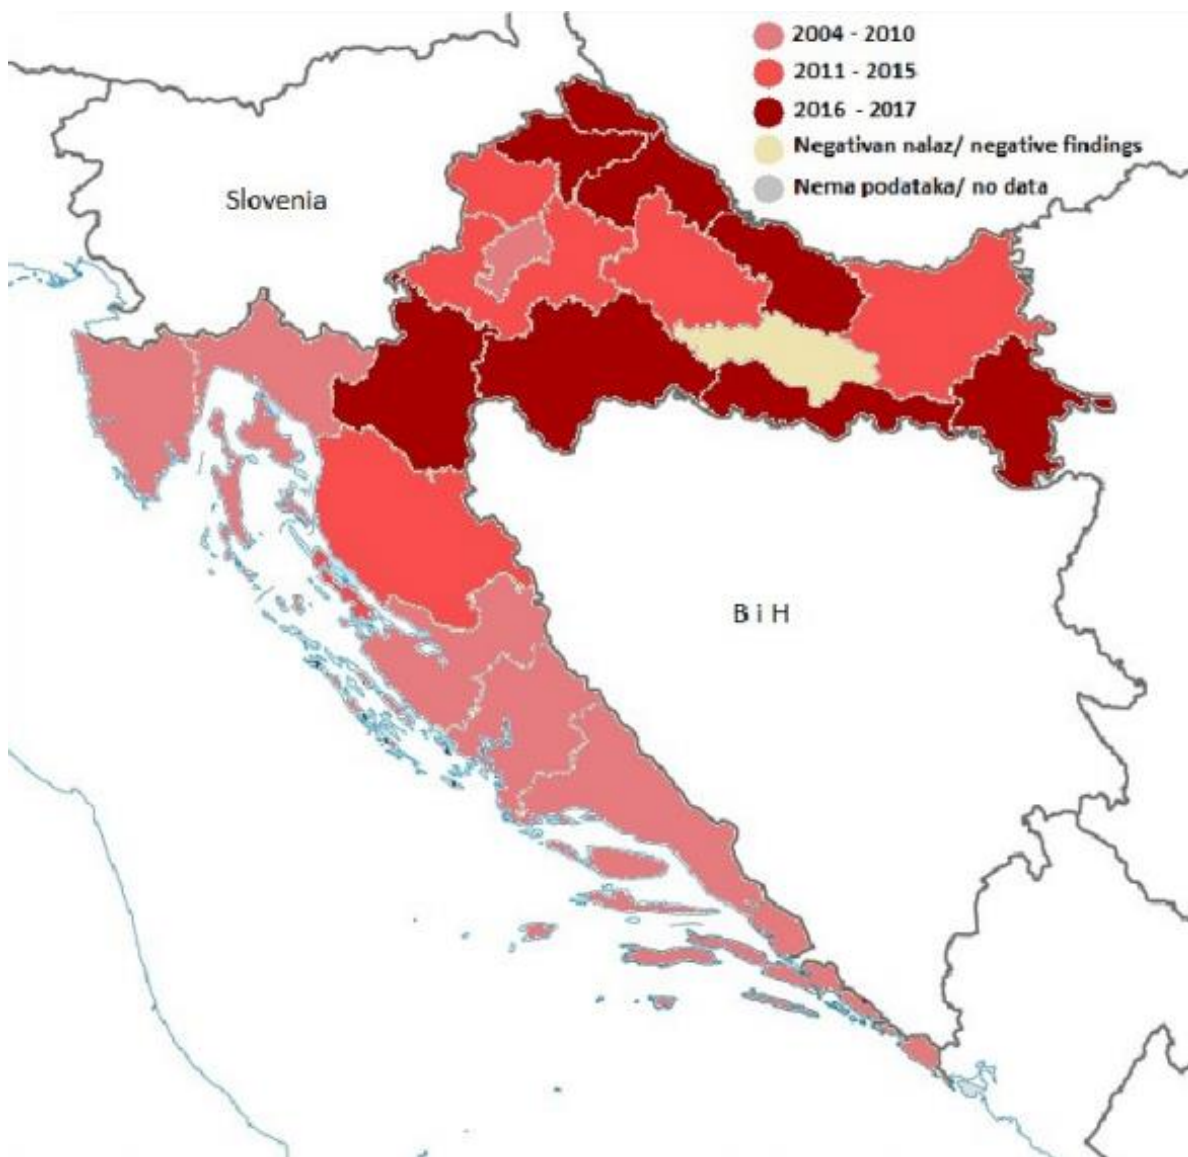 2004 - 2010
2011 - 2015
2016 - 2017
Negativan nalaz/ negative findings
Nema podataka/ no data
Slovenia
B i H